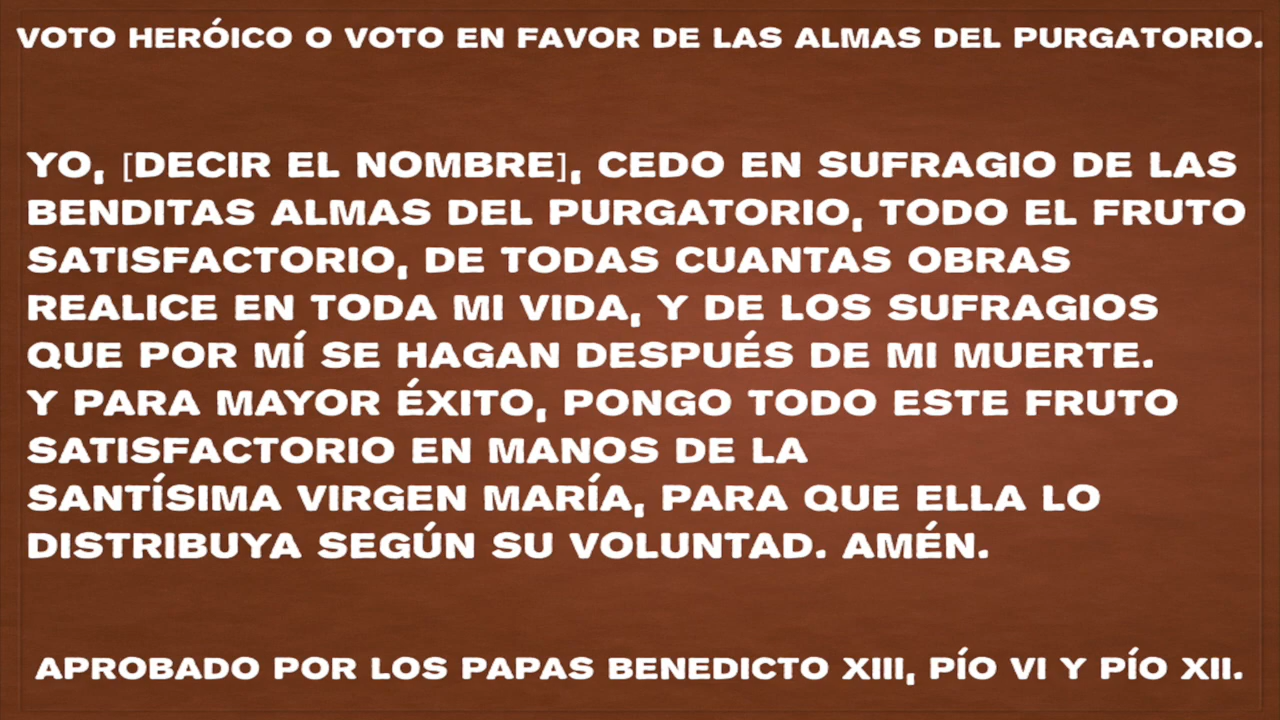 VOTO HERÓICO O VOTO EN FAVOR DE LAS ALMAS DEL PURGATORIO.
YO, [DECIR EL NOMBRE], CEDO EN SUFRAGIO DE LAS
BENDITAS ALMAS DEL PURGATORIO, TODO EL FRUTO
SATISFACTORIO, DE TODAS CUANTAS OBRAS
REALICE EN TODA MI VIDA, Y DE LOS SUFRAGIOS
QUE POR MÍ SE HAGAN DESPUÉS DE MI MUERTE.
Y PARA MAYOR ÉXITO, PONGO TODO ESTE FRUTO
SATISFACTORIO EN MANOS DE LA
SANTÍSIMA VIRGEN MARÍA, PARA QUE ELLA LO
DISTRIBUYA SEGÚN SU VOLUNTAD. AMÉN.
APROBADO POR LOS PAPAS BENEDICTO XIII, PÍO VI Y PÍO XII.